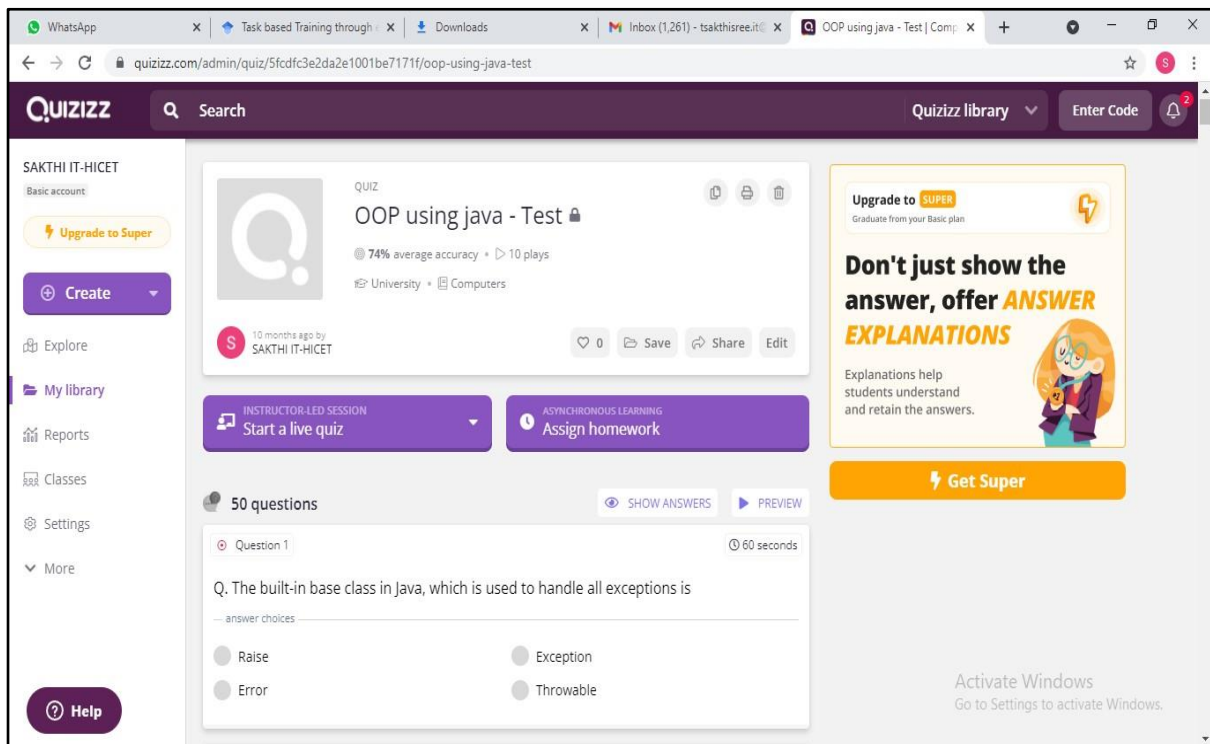 WhatsApp
Task based Training through
Downloads
Inbox (1,261) - tsakthisree.it
OOP using java - Test | Comp
quizizz.com/admin/quiz/5fcdfc3e2da2e1001be7171f/oop-using-java-test
S
QUIZIZZ
Search
Quizizz library
Enter Code
2
SAKTHI IT-HICET
Basic account
Upgrade to Super
Create
Explore
My library
Reports
Classes
Settings
More
Help
QUIZ
OOP using java - Test
74% average accuracy • 10 plays
University • Computers
S
10 months ago by
SAKTHI IT-HICET
0
Save
Share
Edit
INSTRUCTOR-LED SESSION
Start a live quiz
ASYNCHRONOUS LEARNING
Assign homework
50 questions
SHOW ANSWERS
PREVIEW
Question 1
60 seconds
Q. The built-in base class in Java, which is used to handle all exceptions is
answer choices
Raise
Exception
Error
Throwable
Upgrade to SUPER
Graduate from your Basic plan
Don't just show the
answer, offer ANSWER
EXPLANATIONS
Explanations help
students understand
and retain the answers.
Get Super
Activate Windows
Go to Settings to activate Windows.